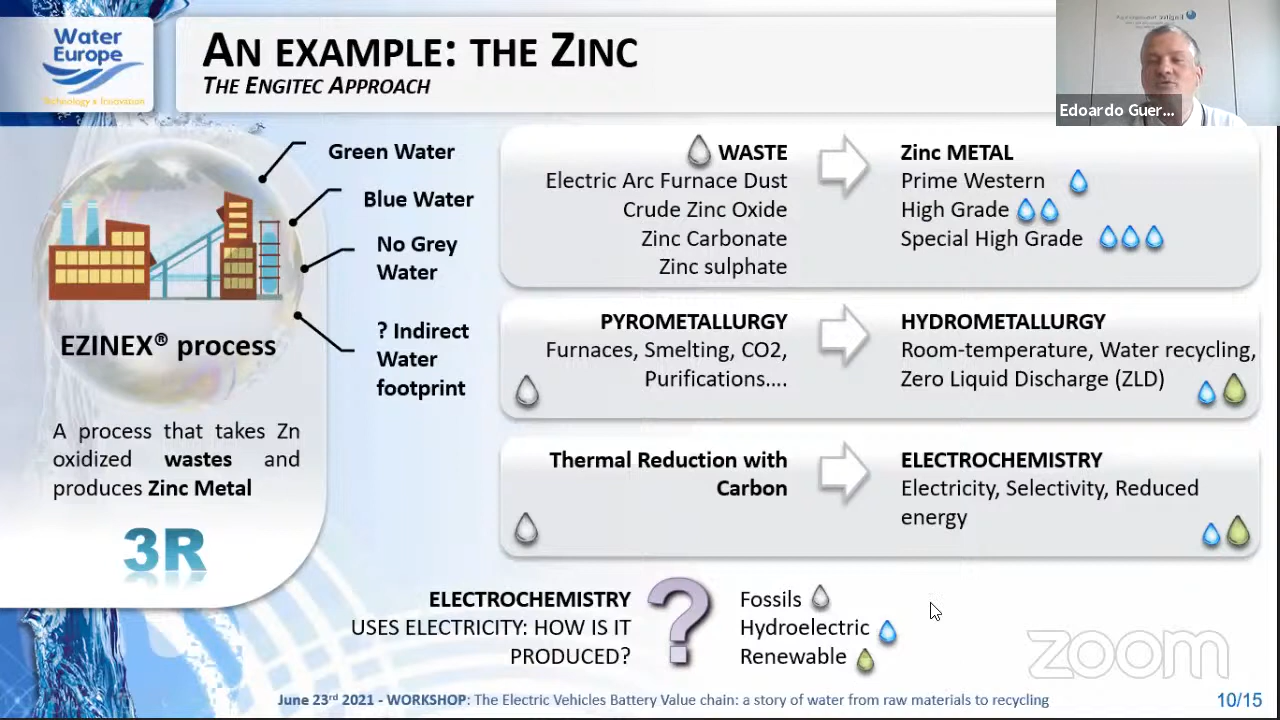 Water
Europe
Technology & Innovation
AN EXAMPLE: THE ZINC
THE ENGITEC APPROACH
Edoardo Guer...
Green Water
Blue Water
No Grey
Water
? Indirect
Water
footprint
EZINEX® process
A process that takes Zn
oxidized wastes and
produces Zinc Metal
3R
WASTE
Electric Arc Furnace Dust
Crude Zinc Oxide
Zinc Carbonate
Zinc sulphate
Zinc METAL
Prime Western
High Grade
Special High Grade
PYROMETALLURGY
Furnaces, Smelting, CO2,
Purifications....
HYDROMETALLURGY
Room-temperature, Water recycling,
Zero Liquid Discharge (ZLD)
Thermal Reduction with
Carbon
ELECTROCHEMISTRY
Electricity, Selectivity, Reduced
energy
ELECTROCHEMISTRY
USES ELECTRICITY: HOW IS IT
PRODUCED?
?
Fossils
Hydroelectric
Renewable
zoom
June 23rd 2021 - WORKSHOP: The Electric Vehicles Battery Value chain: a story of water from raw materials to recycling
10/15